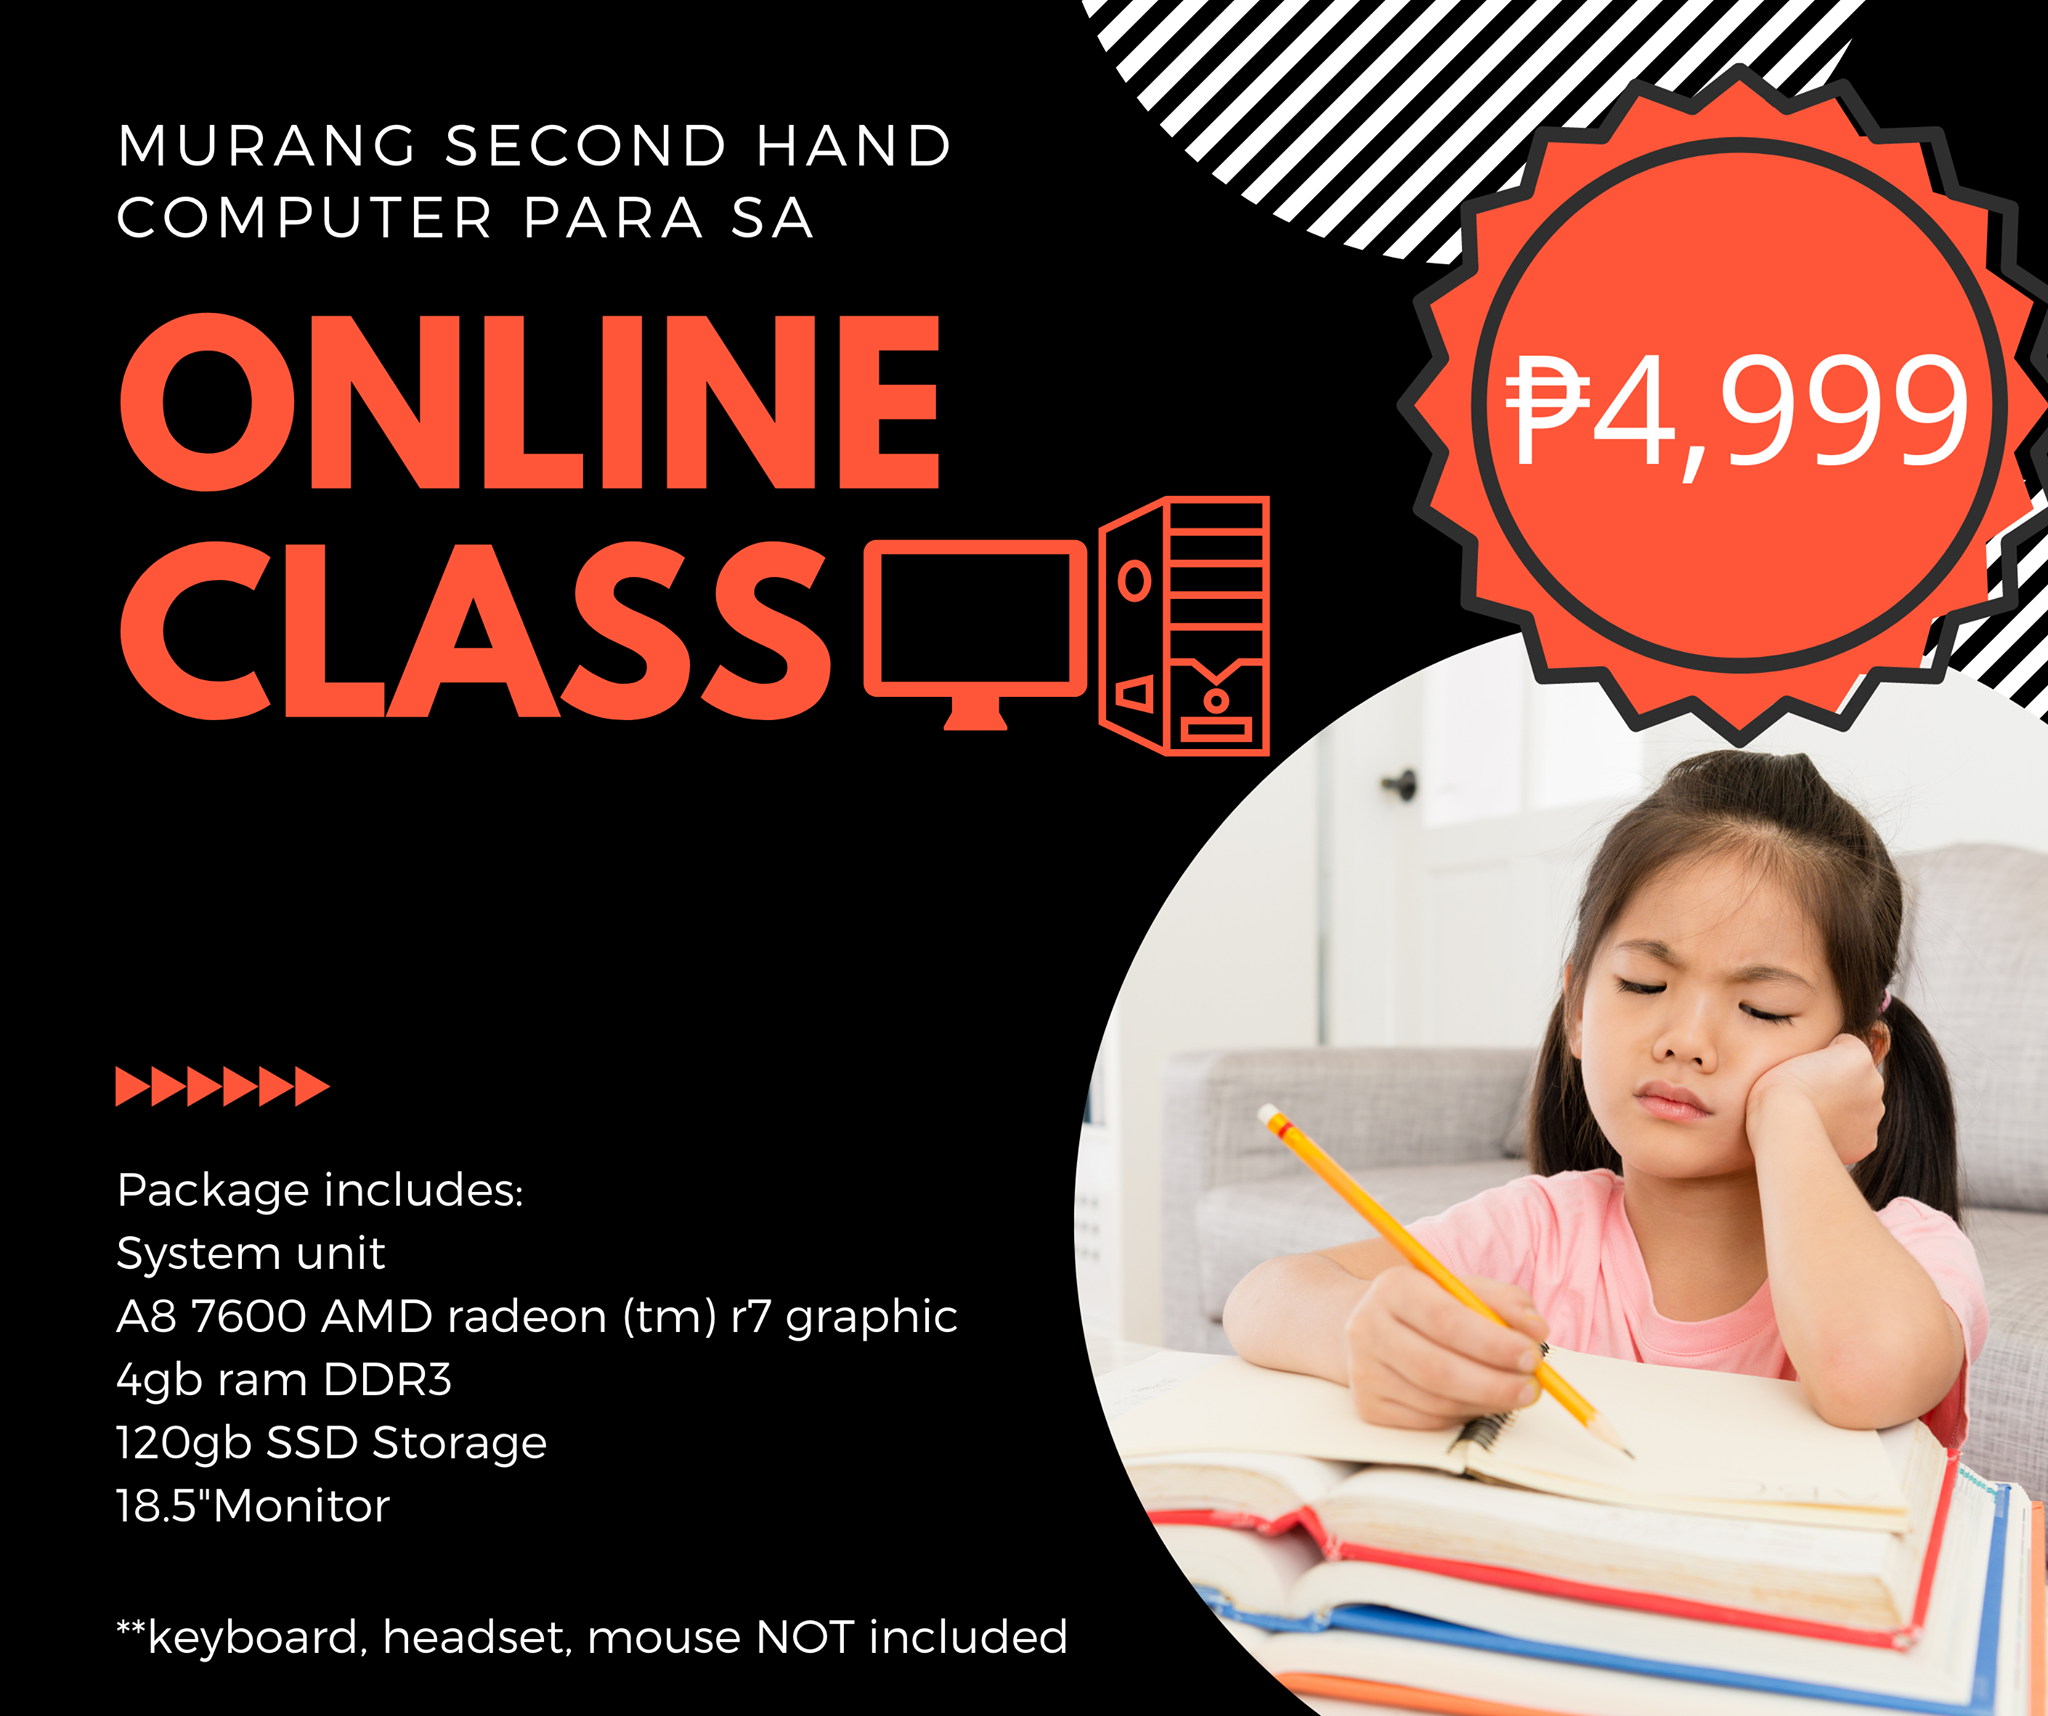 MURANG SECOND HAND
COMPUTER PARA SA
ONLINE
CLASS
₱4,999
Package includes:
System unit
A8 7600 AMD radeon (tm) r7 graphic
4gb ram DDR3
120gb SSD Storage
18.5"Monitor
**keyboard, headset, mouse NOT included